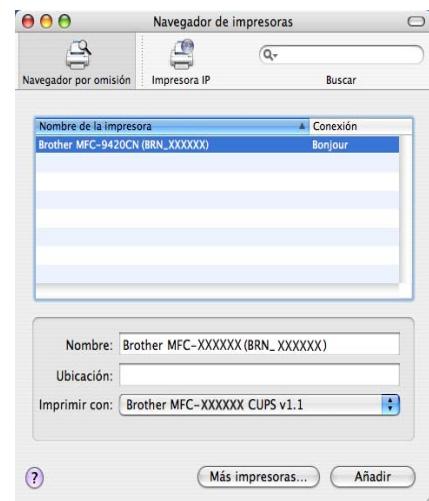 Navegador de impresoras
Navegador por omisión
Impresora IP
Q
Buscar
Nombre de la impresora Conexión
Brother MFC-9420CN (BRN_XXXXXX) Bonjour
Nombre: Brother MFC-XXXXXX (BRN_ XXXXXX)
Ubicación:
Imprimir con: Brother MFC-XXXXXX CUPS v1.1
? Más impresoras... Añadir